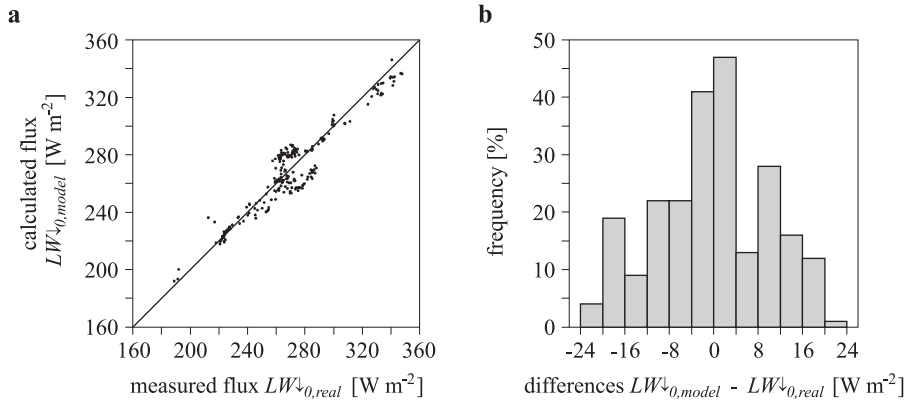 a
360
320
280
240
200
160
calculated flux
LW↓0,model [W m-2]
160 200 240 280 320 360
measured flux LW↓0,real [W m-2]
b
50
40
30
20
10
0
frequency [%]
-24 -16 -8 0 8 16 24
differences LW↓0,model - LW↓0,real [W m-2]